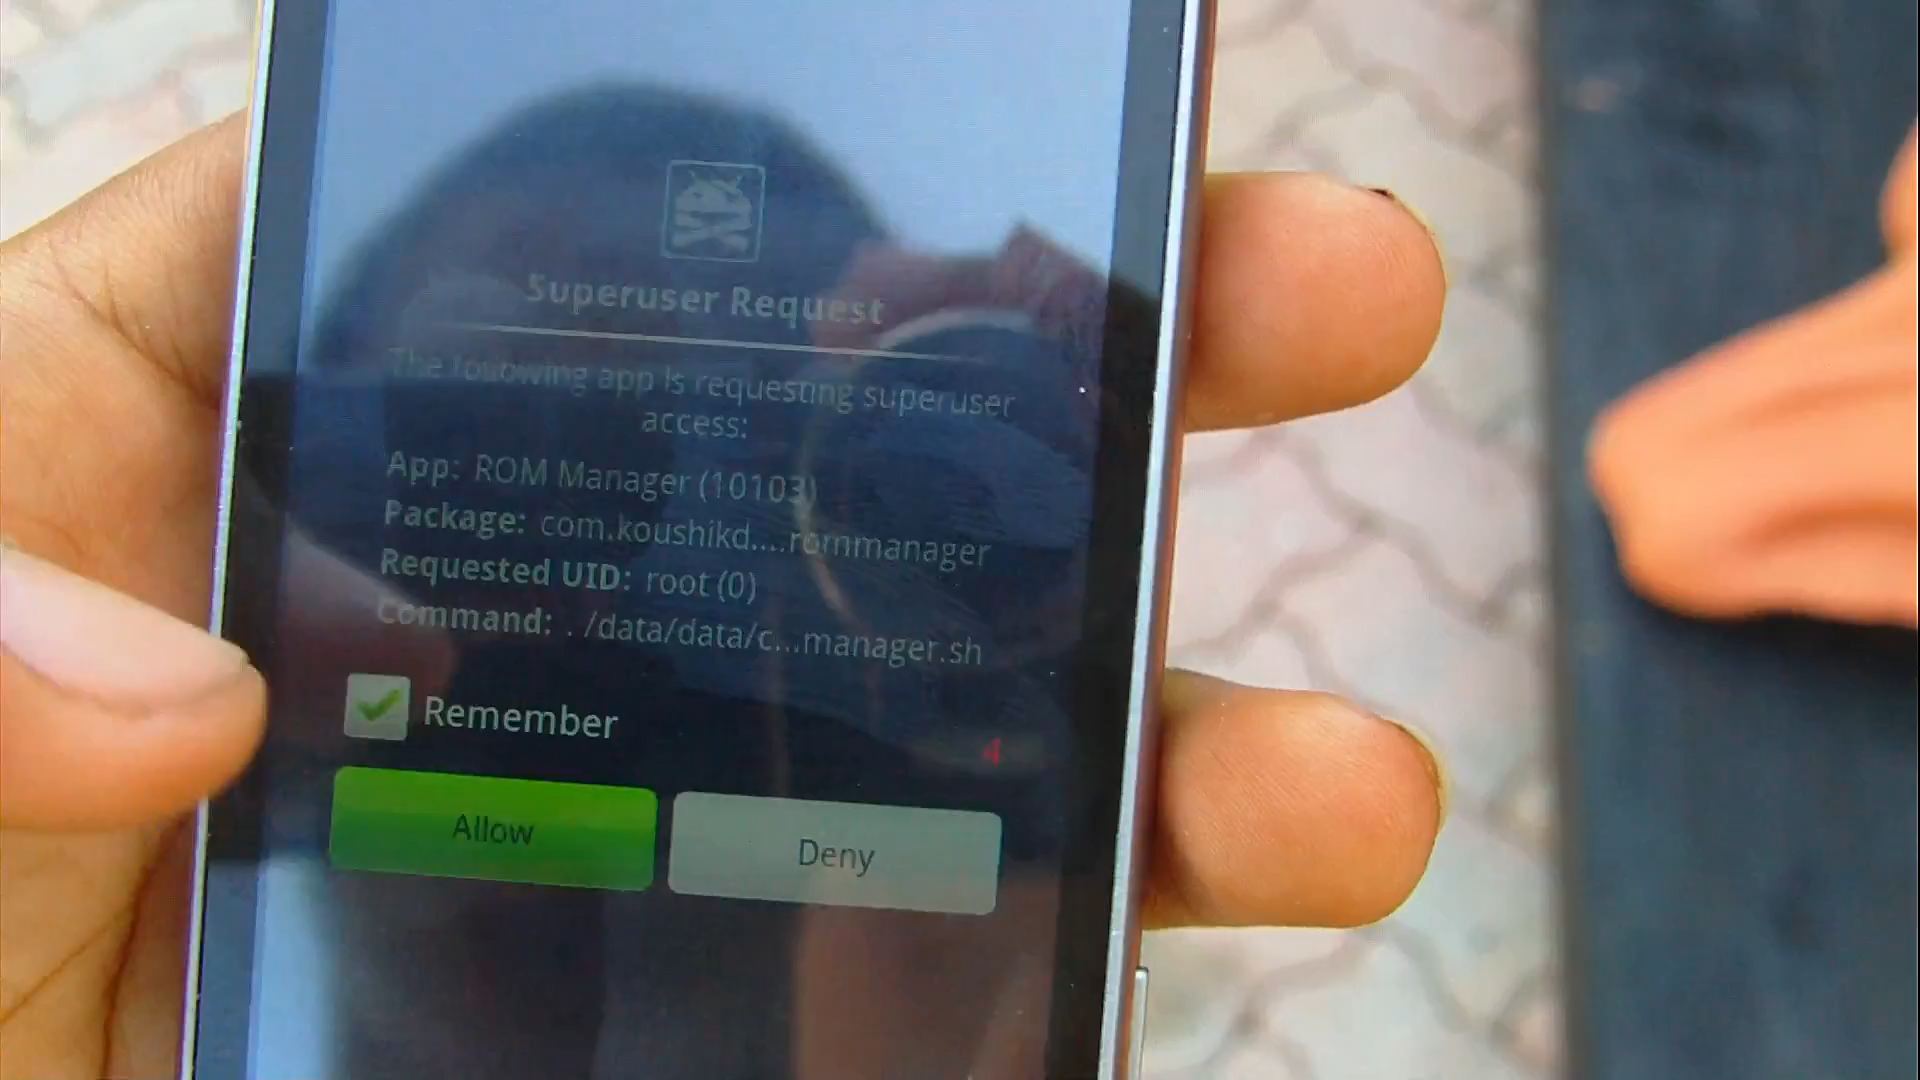 Superuser Request
The following app is requesting superuser
access:
App: ROM Manager (10103)
Package: com.koushikd....rommanager
Requested UID: root (0)
Command: . /data/data/c...manager.sh
Remember
4
Allow
Deny